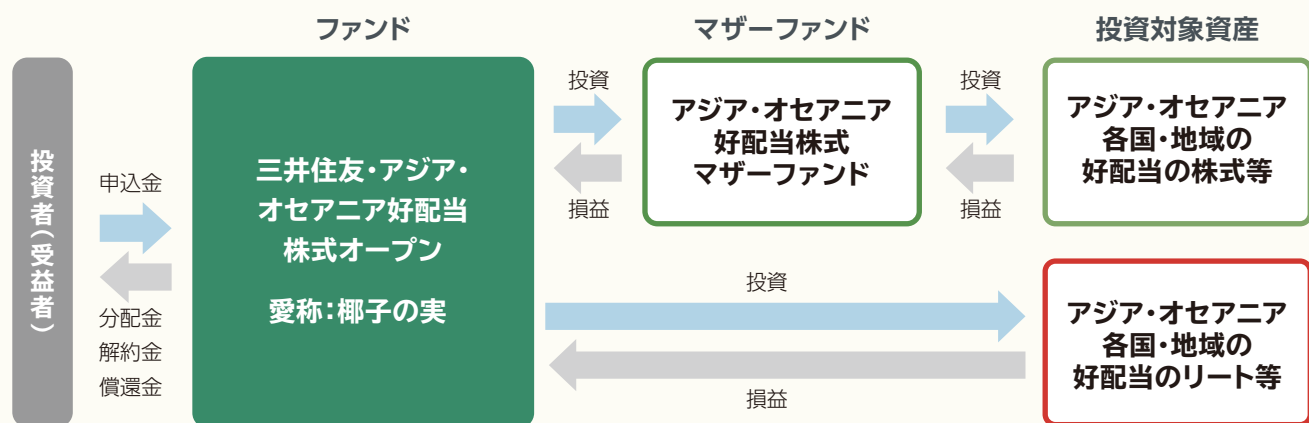 ファンド
マザーファンド
投資対象資産
投資者（受益者）
申込金
分配金
解約金
償還金
三井住友・アジア・
オセアニア好配当
株式オープン
愛称：椰子の実
投資
損益
アジア・オセアニア
好配当株式
マザーファンド
投資
損益
アジア・オセアニア
各国・地域の
好配当の株式等
投資
損益
アジア・オセアニア
各国・地域の
好配当のリート等